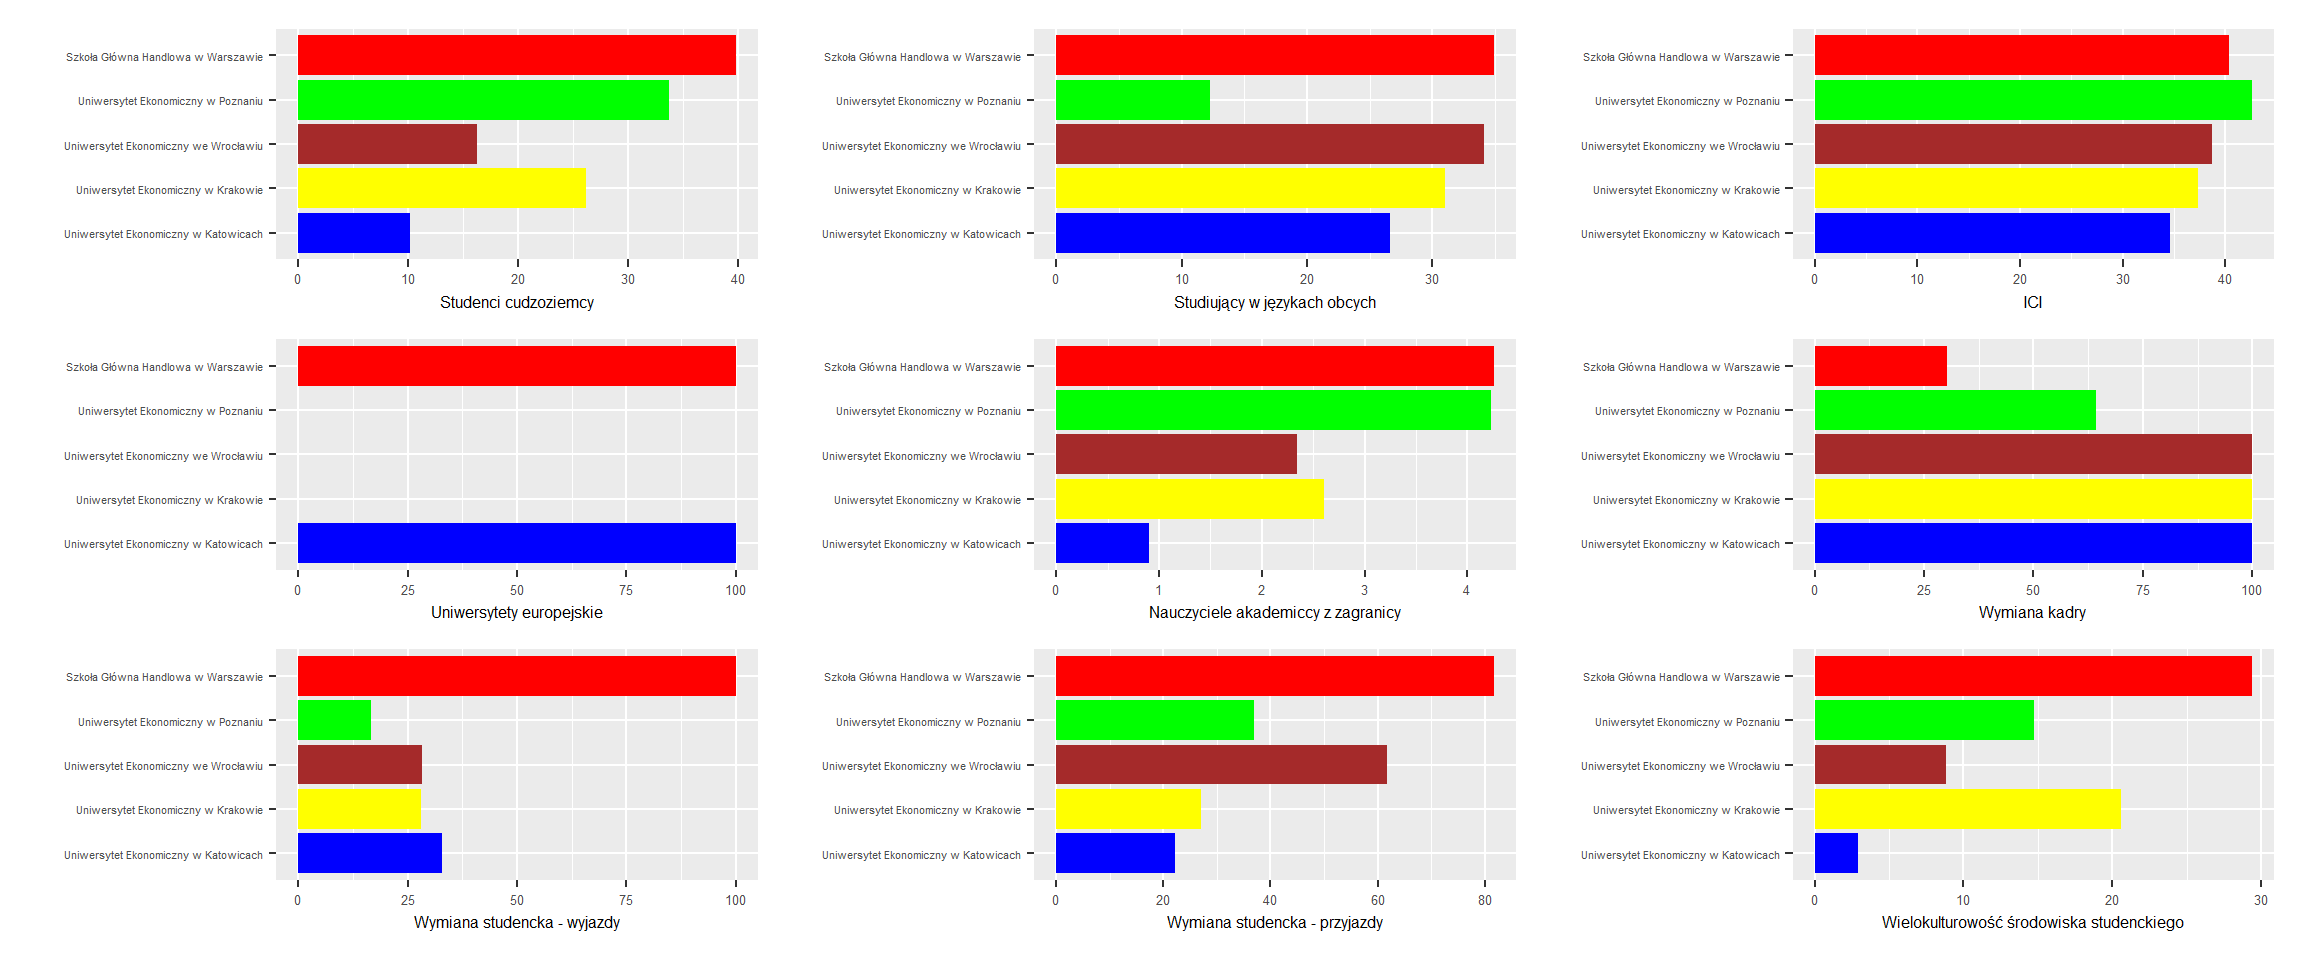 Szkoła Główna Handlowa w Warszawie
Uniwersytet Ekonomiczny w Poznaniu
Uniwersytet Ekonomiczny we Wrocławiu
Uniwersytet Ekonomiczny w Krakowie
Uniwersytet Ekonomiczny w Katowicach
0 10 20 30 40
Studenci cudzoziemcy
Szkoła Główna Handlowa w Warszawie
Uniwersytet Ekonomiczny w Poznaniu
Uniwersytet Ekonomiczny we Wrocławiu
Uniwersytet Ekonomiczny w Krakowie
Uniwersytet Ekonomiczny w Katowicach
0 10 20 30
Studiujący w językach obcych
Szkoła Główna Handlowa w Warszawie
Uniwersytet Ekonomiczny w Poznaniu
Uniwersytet Ekonomiczny we Wrocławiu
Uniwersytet Ekonomiczny w Krakowie
Uniwersytet Ekonomiczny w Katowicach
0 10 20 30 40
ICI
Szkoła Główna Handlowa w Warszawie
Uniwersytet Ekonomiczny w Poznaniu
Uniwersytet Ekonomiczny we Wrocławiu
Uniwersytet Ekonomiczny w Krakowie
Uniwersytet Ekonomiczny w Katowicach
0 25 50 75 100
Uniwersytety europejskie
Szkoła Główna Handlowa w Warszawie
Uniwersytet Ekonomiczny w Poznaniu
Uniwersytet Ekonomiczny we Wrocławiu
Uniwersytet Ekonomiczny w Krakowie
Uniwersytet Ekonomiczny w Katowicach
0 1 2 3 4
Nauczyciele akademiccy z zagranicy
Szkoła Główna Handlowa w Warszawie
Uniwersytet Ekonomiczny w Poznaniu
Uniwersytet Ekonomiczny we Wrocławiu
Uniwersytet Ekonomiczny w Krakowie
Uniwersytet Ekonomiczny w Katowicach
0 25 50 75 100
Wymiana kadry
Szkoła Główna Handlowa w Warszawie
Uniwersytet Ekonomiczny w Poznaniu
Uniwersytet Ekonomiczny we Wrocławiu
Uniwersytet Ekonomiczny w Krakowie
Uniwersytet Ekonomiczny w Katowicach
0 25 50 75 100
Wymiana studencka - wyjazdy
Szkoła Główna Handlowa w Warszawie
Uniwersytet Ekonomiczny w Poznaniu
Uniwersytet Ekonomiczny we Wrocławiu
Uniwersytet Ekonomiczny w Krakowie
Uniwersytet Ekonomiczny w Katowicach
0 20 40 60 80
Wymiana studencka - przyjazdy
Szkoła Główna Handlowa w Warszawie
Uniwersytet Ekonomiczny w Poznaniu
Uniwersytet Ekonomiczny we Wrocławiu
Uniwersytet Ekonomiczny w Krakowie
Uniwersytet Ekonomiczny w Katowicach
0 10 20 30
Wielokulturowość środowiska studenckiego